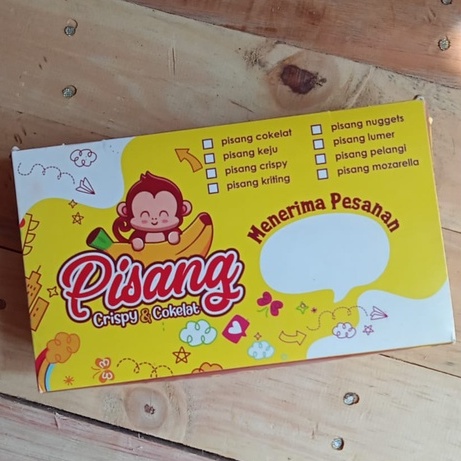 pisang cokelat
pisang keju
pisang crispy
pisang kriting
pisang nuggets
pisang lumer
pisang pelangi
pisang mozarella
Menerima Pesanan
Pisang
Crispy & Cokelat